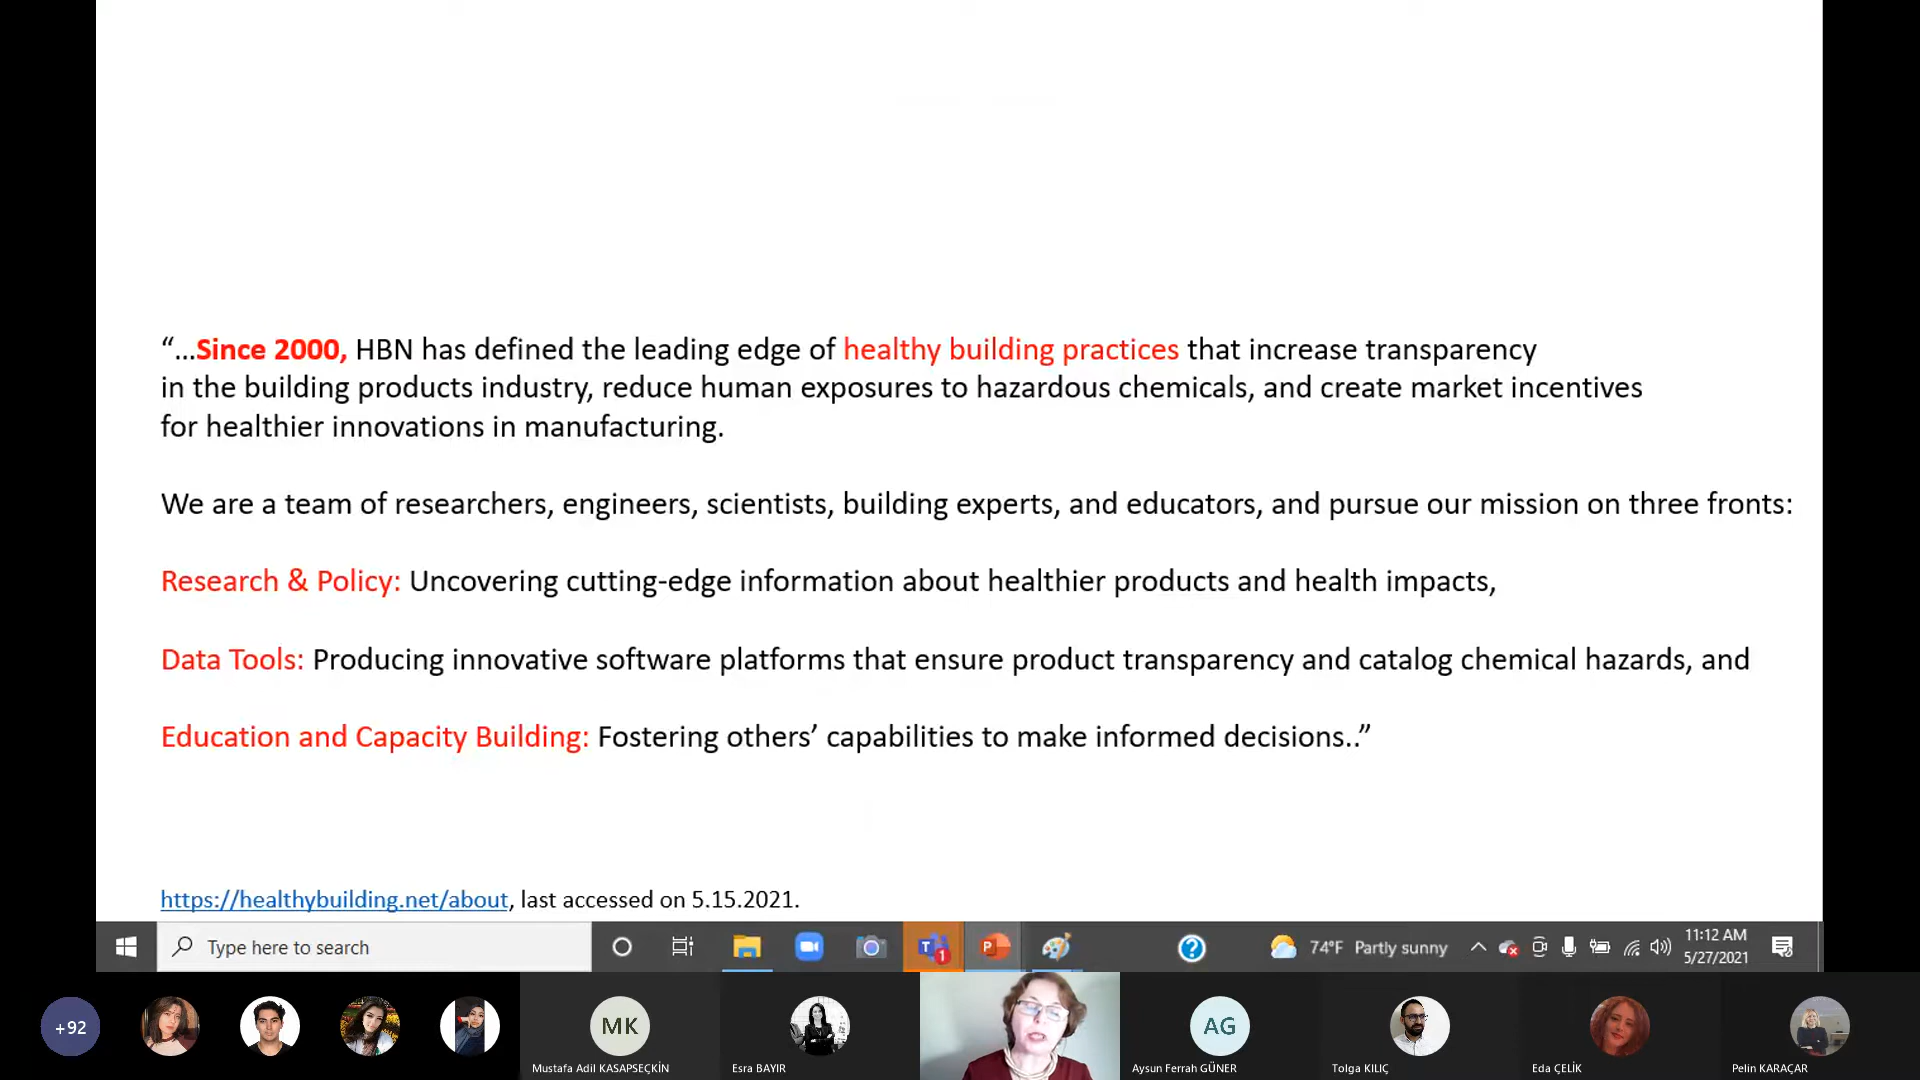 “...Since 2000, HBN has defined the leading edge of healthy building practices that increase transparency
in the building products industry, reduce human exposures to hazardous chemicals, and create market incentives
for healthier innovations in manufacturing.
We are a team of researchers, engineers, scientists, building experts, and educators, and pursue our mission on three fronts:
Research & Policy: Uncovering cutting-edge information about healthier products and health impacts,
Data Tools: Producing innovative software platforms that ensure product transparency and catalog chemical hazards, and
Education and Capacity Building: Fostering others’ capabilities to make informed decisions..”
https://healthybuilding.net/about, last accessed on 5.15.2021.
Type here to search
T
1
P
?
74°F Partly sunny
11:12 AM
5/27/2021
+92
MK
AG
Mustafa Adil KASAPSEÇKİN
Esra BAYIR
Aysun Ferrah GÜNER
Tolga KILIÇ
Eda ÇELİK
Pelin KARAÇAR